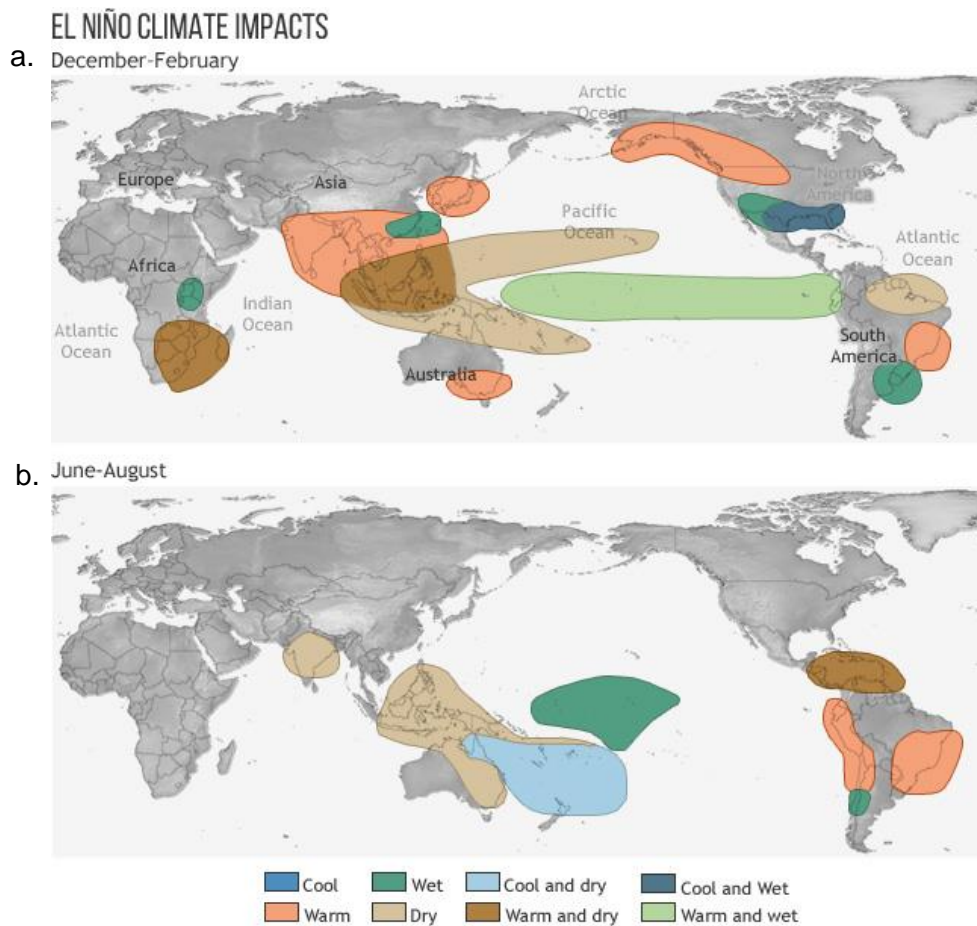 EL NIÑO CLIMATE IMPACTS
a.
December-February
Arctic
Ocean
Europe
Asia
North
America
Pacific
Ocean
Atlantic
Ocean
Africa
Indian
Ocean
Atlantic
Ocean
South
America
Australia
b.
June-August
Cool
Wet
Cool and dry
Cool and Wet
Warm
Dry
Warm and dry
Warm and wet